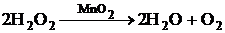 2H₂O₂ —MnO₂→ 2H₂O + O₂